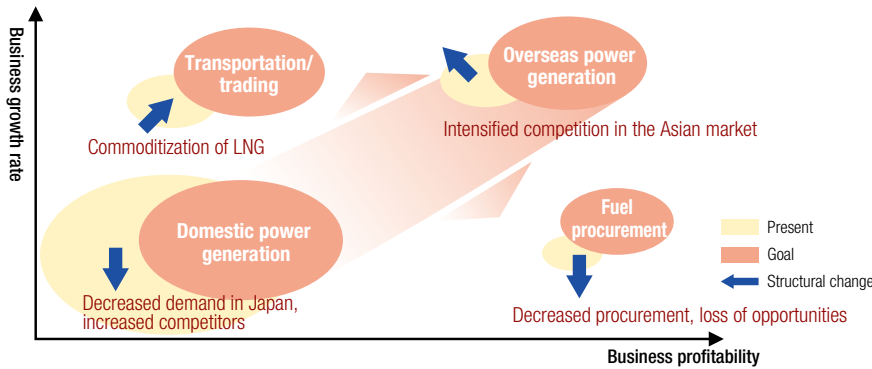 Business growth rate
Transportation/
trading
Commoditization of LNG
Overseas power
generation
Intensified competition in the Asian market
Domestic power
generation
Decreased demand in Japan,
increased competitors
Fuel
procurement
Decreased procurement, loss of opportunities
Present
Goal
Structural change
Business profitability